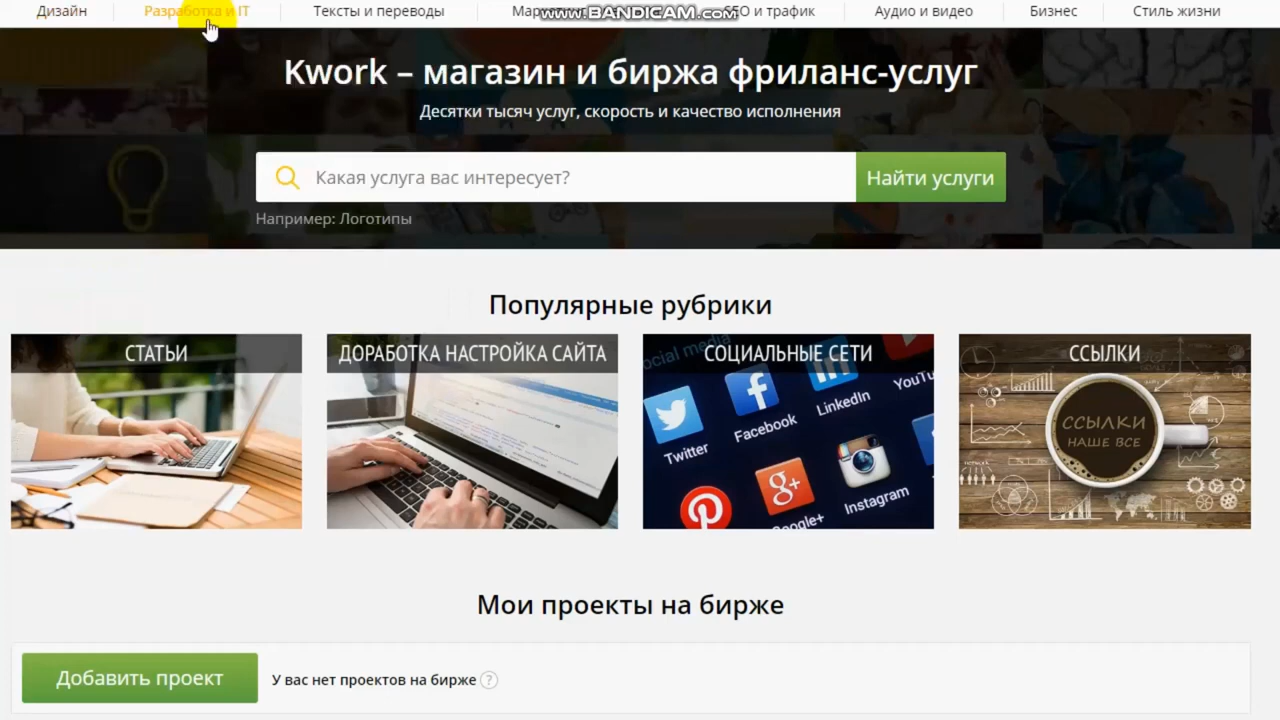 Дизайн
Разработка и IT
Тексты и переводы
www.BANDICAM.com
SEO и трафик
Аудио и видео
Бизнес
Стиль жизни
Kwork – магазин и биржа фриланс-услуг
Десятки тысяч услуг, скорость и качество исполнения
Какая услуга вас интересует?
Найти услуги
Например: Логотипы
Популярные рубрики
СТАТЬИ
ДОРАБОТКА НАСТРОЙКА САЙТА
СОЦИАЛЬНЫЕ СЕТИ
ССЫЛКИ
social media
Twitter
Facebook
LinkedIn
Instagram
ССЫЛКИ
НАШЕ ВСЕ
Мои проекты на бирже
Добавить проект
У вас нет проектов на бирже ?